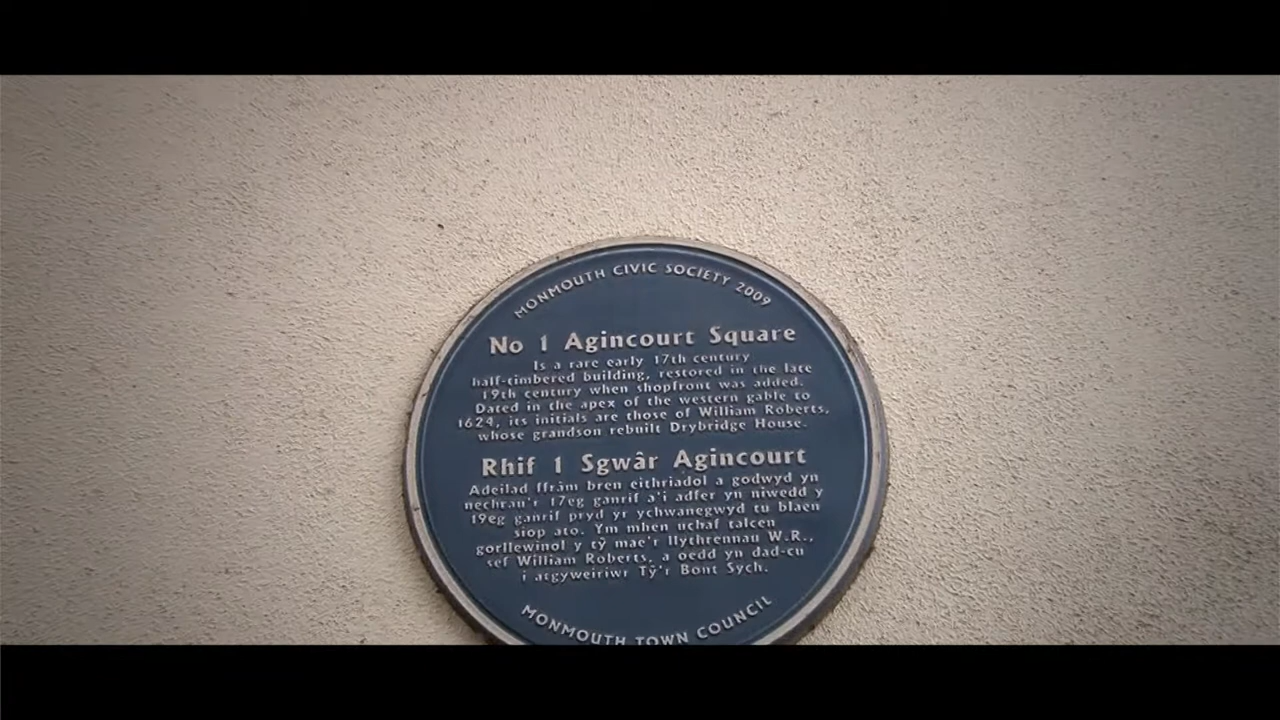 MONMOUTH CIVIC SOCIETY 2009
No 1 Agincourt Square
Is a rare early 17th century
half-timbered building, restored in the late
19th century when shopfront was added.
Dated in the apex of the western gable to
1624, its initials are those of William Roberts,
whose grandson rebuilt Drybridge House.
Rhif 1 Sgwâr Agincourt
Adeilad ffrâm bren eithriadol a godwyd yn
nechrau'r 17eg ganrif a'i adfer yn niwedd y
19eg ganrif pryd yr ychwanegwyd tu blaen
siop ato. Ym mhen uchaf talcen
gorllewinol y tŷ mae'r llythrennau W.R.,
sef William Roberts, a oedd yn dad-cu
i atgyweiriwr Tŷ'r Bont Sych.
MONMOUTH TOWN COUNCIL